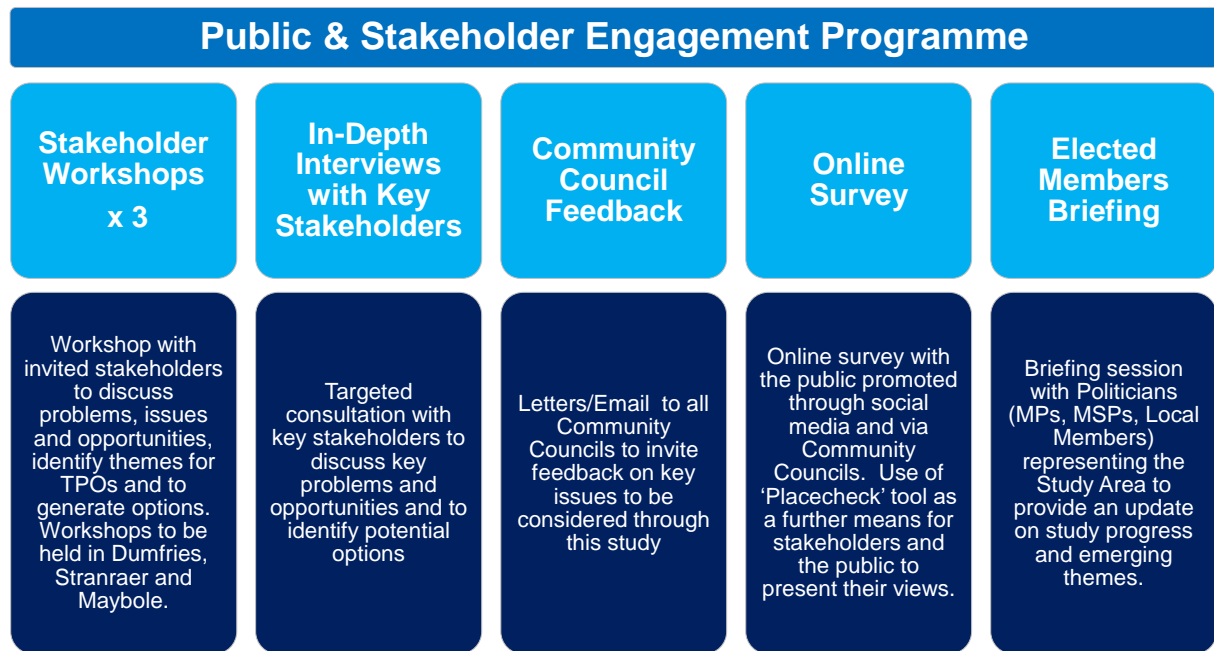 Public & Stakeholder Engagement Programme
Stakeholder
Workshops
x 3
In-Depth
Interviews
with Key
Stakeholders
Community
Council
Feedback
Online
Survey
Elected
Members
Briefing
Workshop with
invited stakeholders
to discuss
problems, issues
and opportunities,
identify themes for
TPOs and to
generate options.
Workshops to be
held in Dumfries,
Stranraer and
Maybole.
Targeted
consultation with
key stakeholders to
discuss key
problems and
opportunities and to
identify potential
options
Letters/Email to all
Community
Councils to invite
feedback on key
issues to be
considered through
this study
Online survey with
the public promoted
through social
media and via
Community
Councils. Use of
‘Placecheck’ tool as
a further means for
stakeholders and
the public to
present their views.
Briefing session
with Politicians
(MPs, MSPs, Local
Members)
representing the
Study Area to
provide an update
on study progress
and emerging
themes.